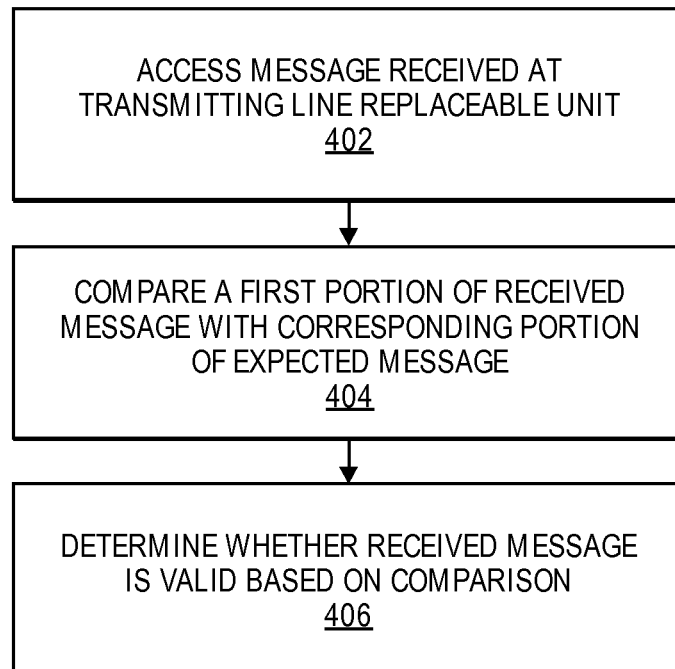 ACCESS MESSAGE RECEIVED AT
TRANSMITTING LINE REPLACEABLE UNIT
402
COMPARE A FIRST PORTION OF RECEIVED
MESSAGE WITH CORRESPONDING PORTION
OF EXPECTED MESSAGE
404
DETERMINE WHETHER RECEIVED MESSAGE
IS VALID BASED ON COMPARISON
406